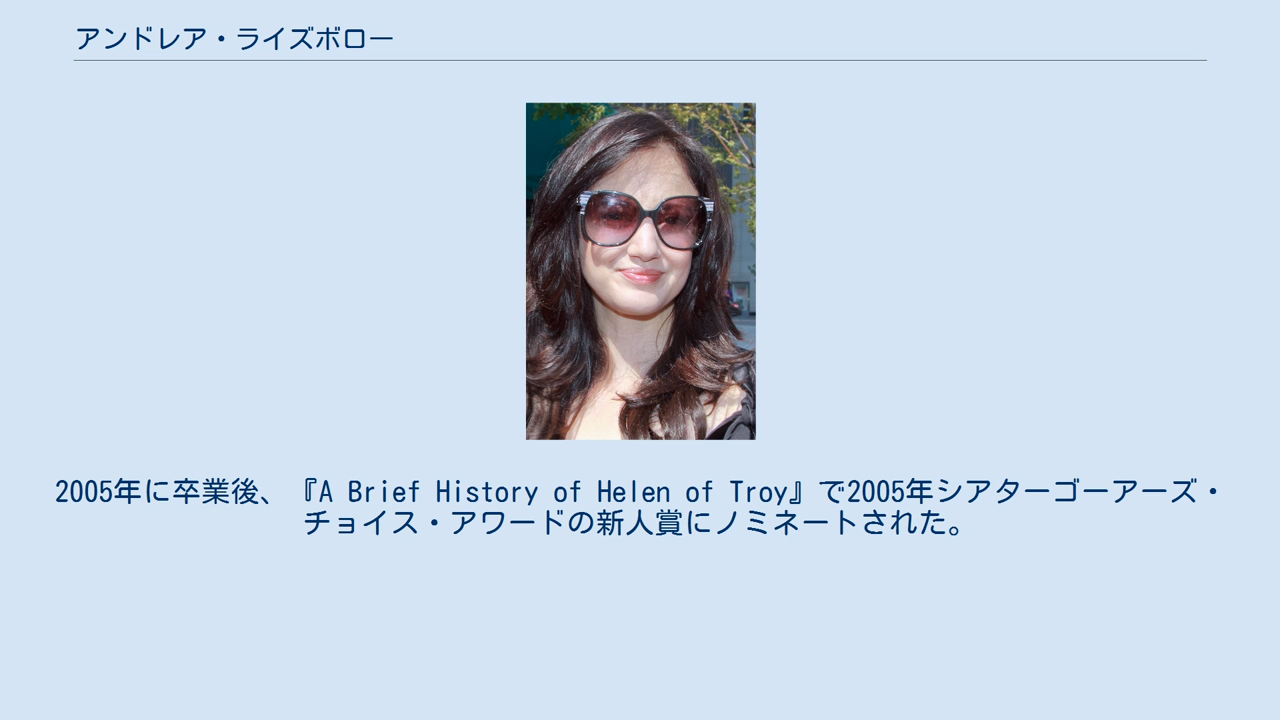 アンドレア・ライズボロー
2005年に卒業後、『A Brief History of Helen of Troy』で2005年シアターゴーアーズ・
チョイス・アワードの新人賞にノミネートされた。